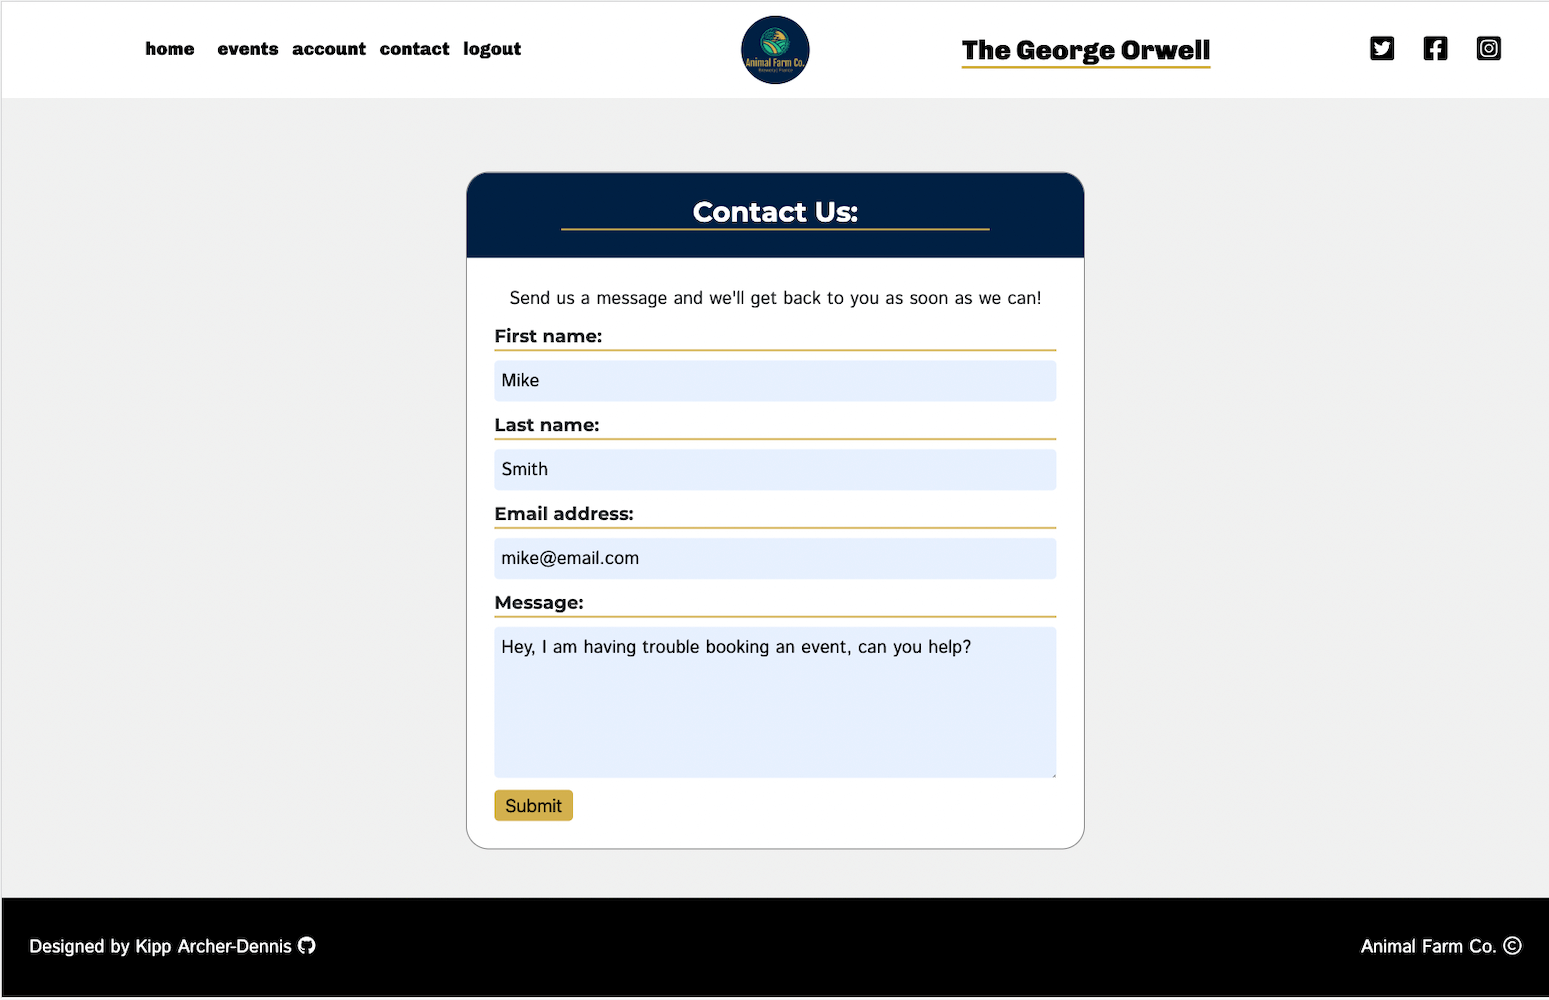 home events account contact logout
Animal Farm Co.
The George Orwell
Contact Us:
Send us a message and we'll get back to you as soon as we can!
First name:
Mike
Last name:
Smith
Email address:
mike@email.com
Message:
Hey, I am having trouble booking an event, can you help?
Submit
Designed by Kipp Archer-Dennis
Animal Farm Co. ©